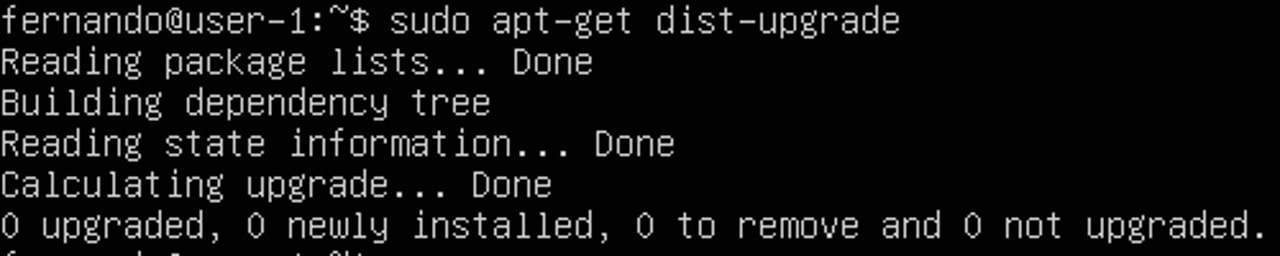 fernando@user-1:~$ sudo apt-get dist-upgrade
Reading package lists... Done
Building dependency tree
Reading state information... Done
Calculating upgrade... Done
0 upgraded, 0 newly installed, 0 to remove and 0 not upgraded.